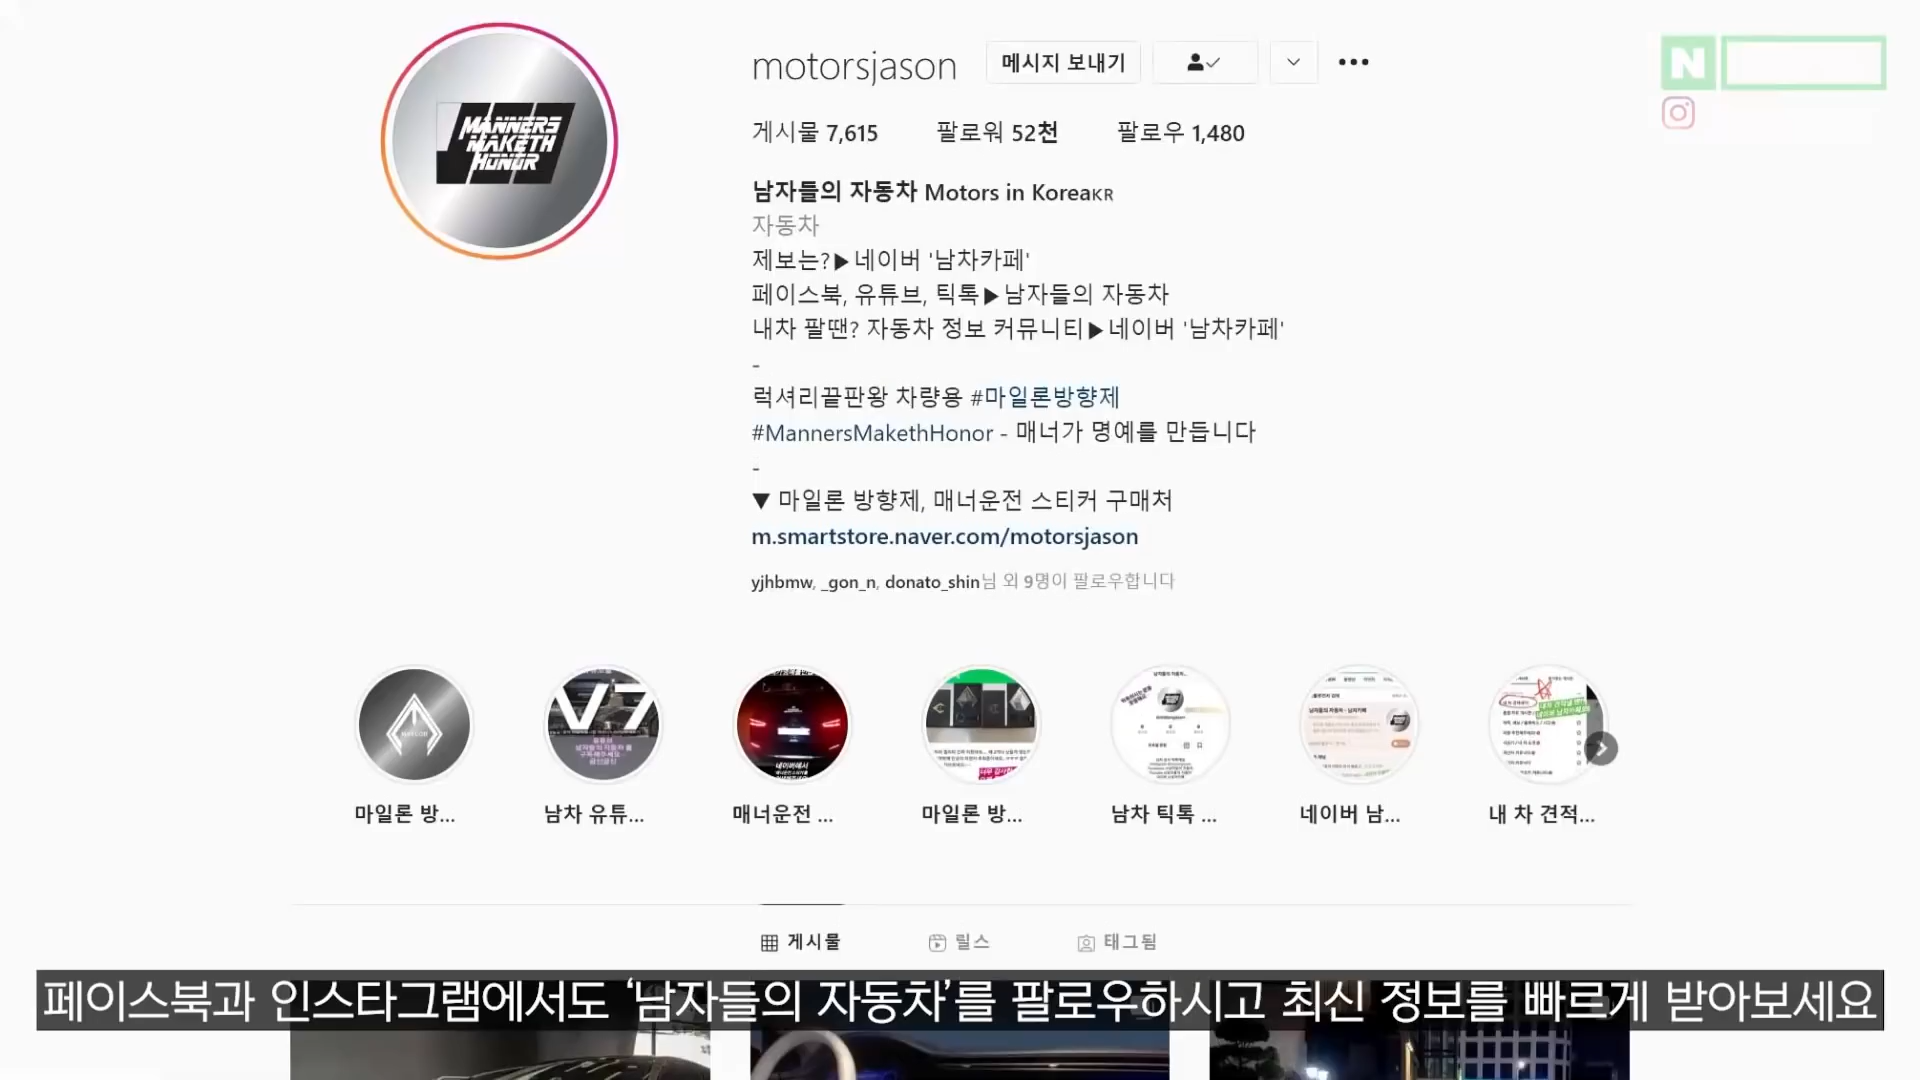 motorsjason
메시지 보내기
게시물 7,615
팔로워 52천
팔로우 1,480
MANNERS
MAKETH
HONOR
남자들의 자동차 Motors in KoreaKR
자동차
제보는?▶네이버 '남차카페'
페이스북, 유튜브, 틱톡▶남자들의 자동차
내차 팔땐? 자동차 정보 커뮤니티▶네이버 '남차카페'
-
럭셔리끝판왕 차량용 #마일론방향제
#MannersMakethHonor - 매너가 명예를 만듭니다
-
▼ 마일론 방향제, 매너운전 스티커 구매처
m.smartstore.naver.com/motorsjason
yjhbmw, _gon_n, donato_shin님 외 9명이 팔로우합니다
N
V7
마일론 방...
남차 유튜...
매너운전 ...
마일론 방...
남차 틱톡 ...
네이버 남...
내 차 견적...
게시물
릴스
태그됨
페이스북과 인스타그램에서도 ‘남자들의 자동차’를 팔로우하시고 최신 정보를 빠르게 받아보세요